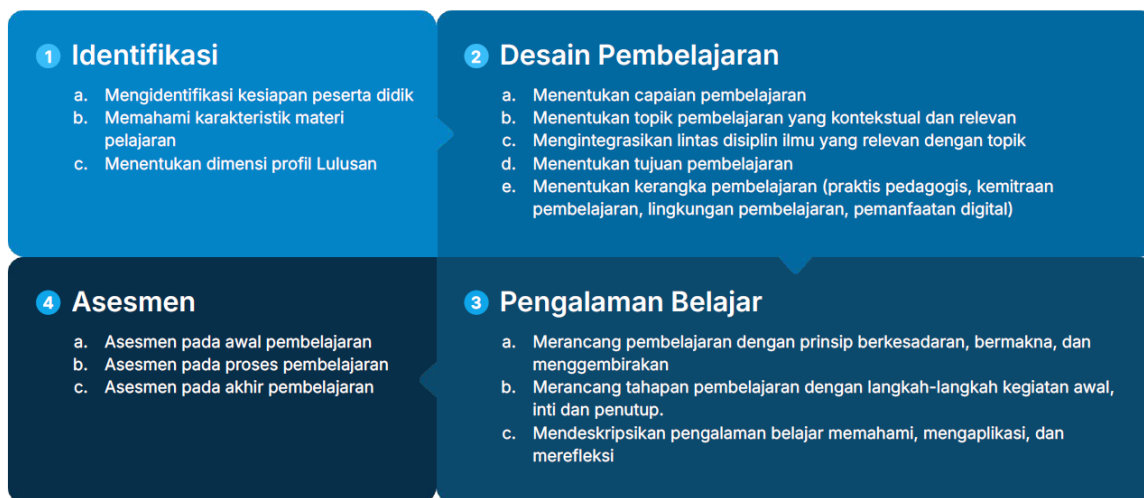 1 Identifikasi
a. Mengidentifikasi kesiapan peserta didik
b. Memahami karakteristik materi
pelajaran
c. Menentukan dimensi profil Lulusan
2 Desain Pembelajaran
a. Menentukan capaian pembelajaran
b. Menentukan topik pembelajaran yang kontekstual dan relevan
c. Mengintegrasikan lintas disiplin ilmu yang relevan dengan topik
d. Menentukan tujuan pembelajaran
e. Menentukan kerangka pembelajaran (praktis pedagogis, kemitraan
pembelajaran, lingkungan pembelajaran, pemanfaatan digital)
4 Asesmen
a. Asesmen pada awal pembelajaran
b. Asesmen pada proses pembelajaran
c. Asesmen pada akhir pembelajaran
3 Pengalaman Belajar
a. Merancang pembelajaran dengan prinsip berkesadaran, bermakna, dan
menggembirakan
b. Merancang tahapan pembelajaran dengan langkah-langkah kegiatan awal,
inti dan penutup.
c. Mendeskripsikan pengalaman belajar memahami, mengaplikasi, dan
merefleksi